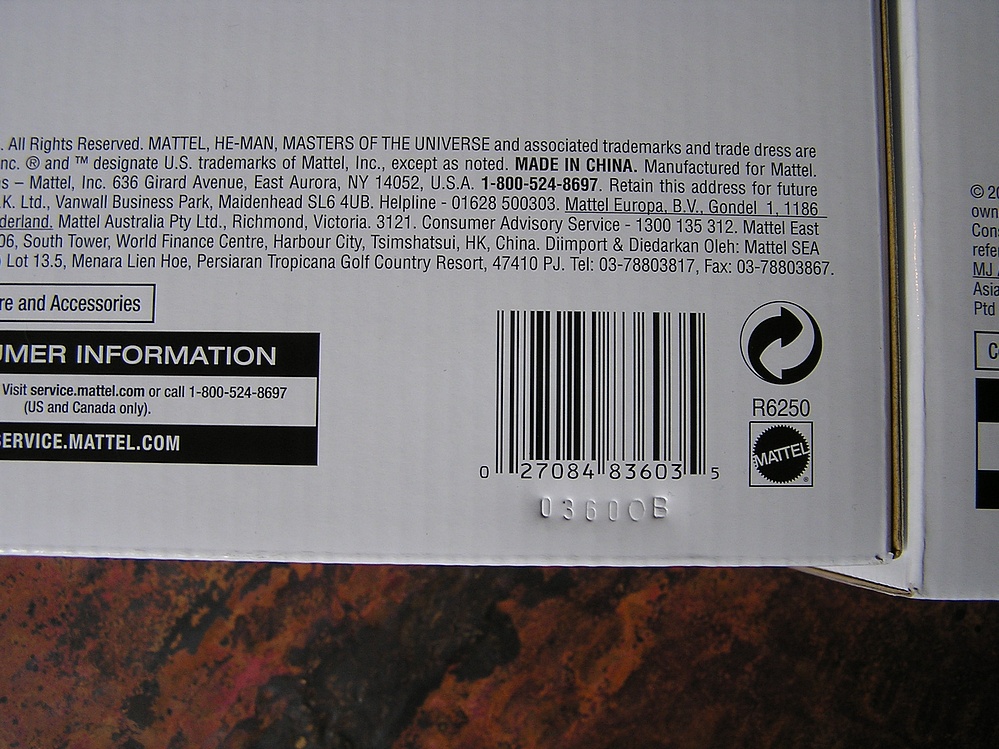 . All Rights Reserved. MATTEL, HE-MAN, MASTERS OF THE UNIVERSE and associated trademarks and trade dress are
nc. ® and ™ designate U.S. trademarks of Mattel, Inc., except as noted. MADE IN CHINA. Manufactured for Mattel.
s – Mattel, Inc. 636 Girard Avenue, East Aurora, NY 14052, U.S.A. 1-800-524-8697. Retain this address for future
.K. Ltd., Vanwall Business Park, Maidenhead SL6 4UB. Helpline - 01628 500303. Mattel Europa, B.V., Gondel 1, 1186
derland. Mattel Australia Pty Ltd., Richmond, Victoria. 3121. Consumer Advisory Service - 1300 135 312. Mattel East
06, South Tower, World Finance Centre, Harbour City, Tsimshatsui, HK, China. Diimport & Diedarkan Oleh: Mattel SEA
Lot 13.5, Menara Lien Hoe, Persiaran Tropicana Golf Country Resort, 47410 PJ. Tel: 03-78803817, Fax: 03-78803867.
re and Accessories
UMER INFORMATION
Visit service.mattel.com or call 1-800-524-8697
(US and Canada only).
SERVICE.MATTEL.COM
0 27084 83603 5
03600B
R6250
MATTEL
®
© 20
own
Cons
refe
MJ
Asia
Ptd
C